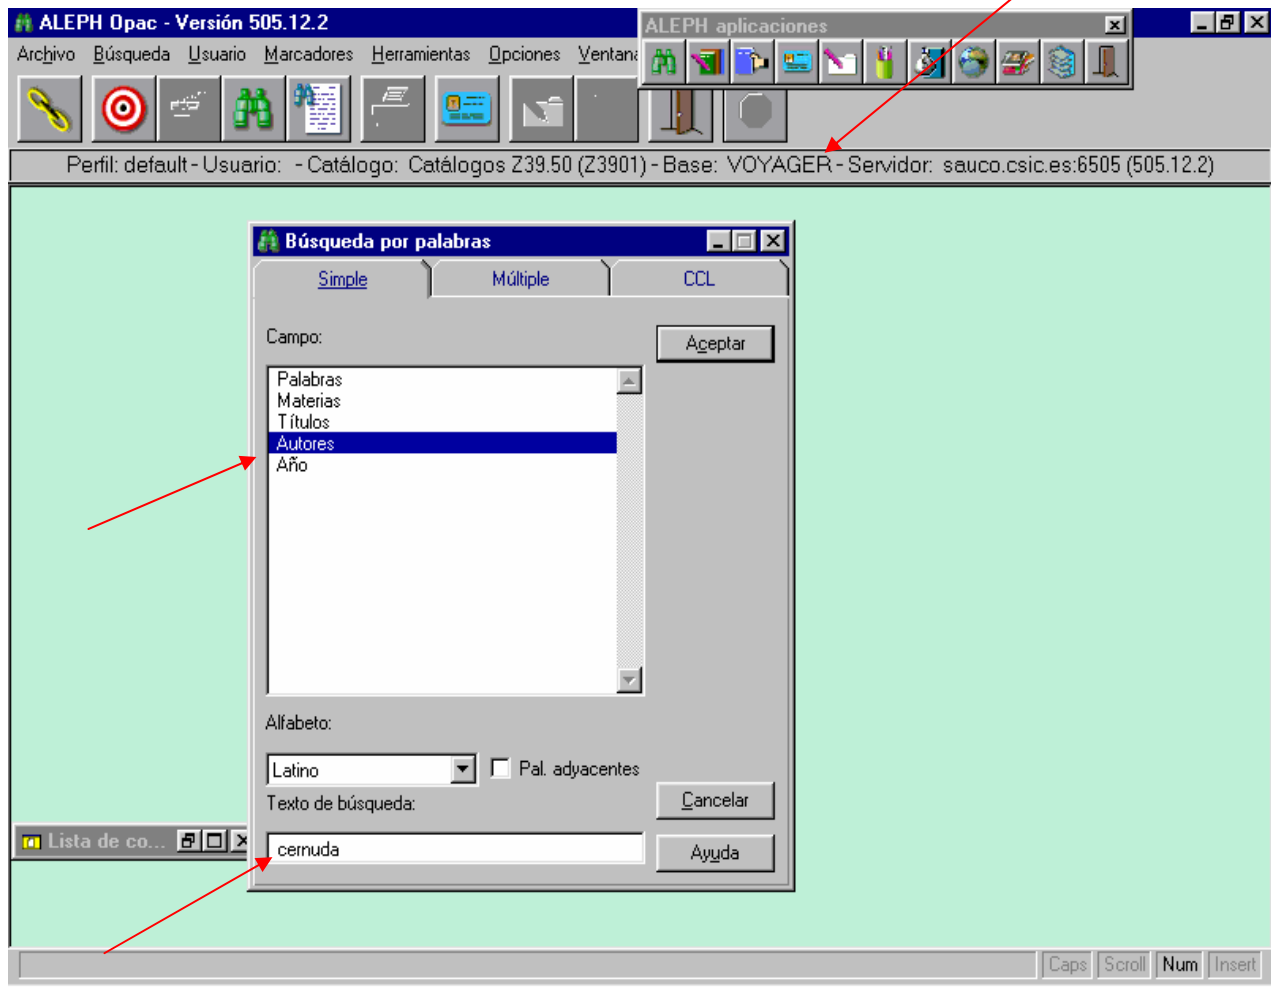 ALEPH Opac - Versión 505.12.2
ALEPH aplicaciones
Archivo Búsqueda Usuario Marcadores Herramientas Opciones Ventana
Perfil: default - Usuario: - Catálogo: Catálogos Z39.50 (Z3901) - Base: VOYAGER - Servidor: sauco.csic.es:6505 (505.12.2)
Búsqueda por palabras
Simple Múltiple CCL
Campo:
Aceptar
Palabras
Materias
Títulos
Autores
Año
Alfabeto:
Latino Pal. adyacentes
Texto de búsqueda:
Cancelar
Lista de co...
cernuda
Ayuda
Caps Scroll Num Insert